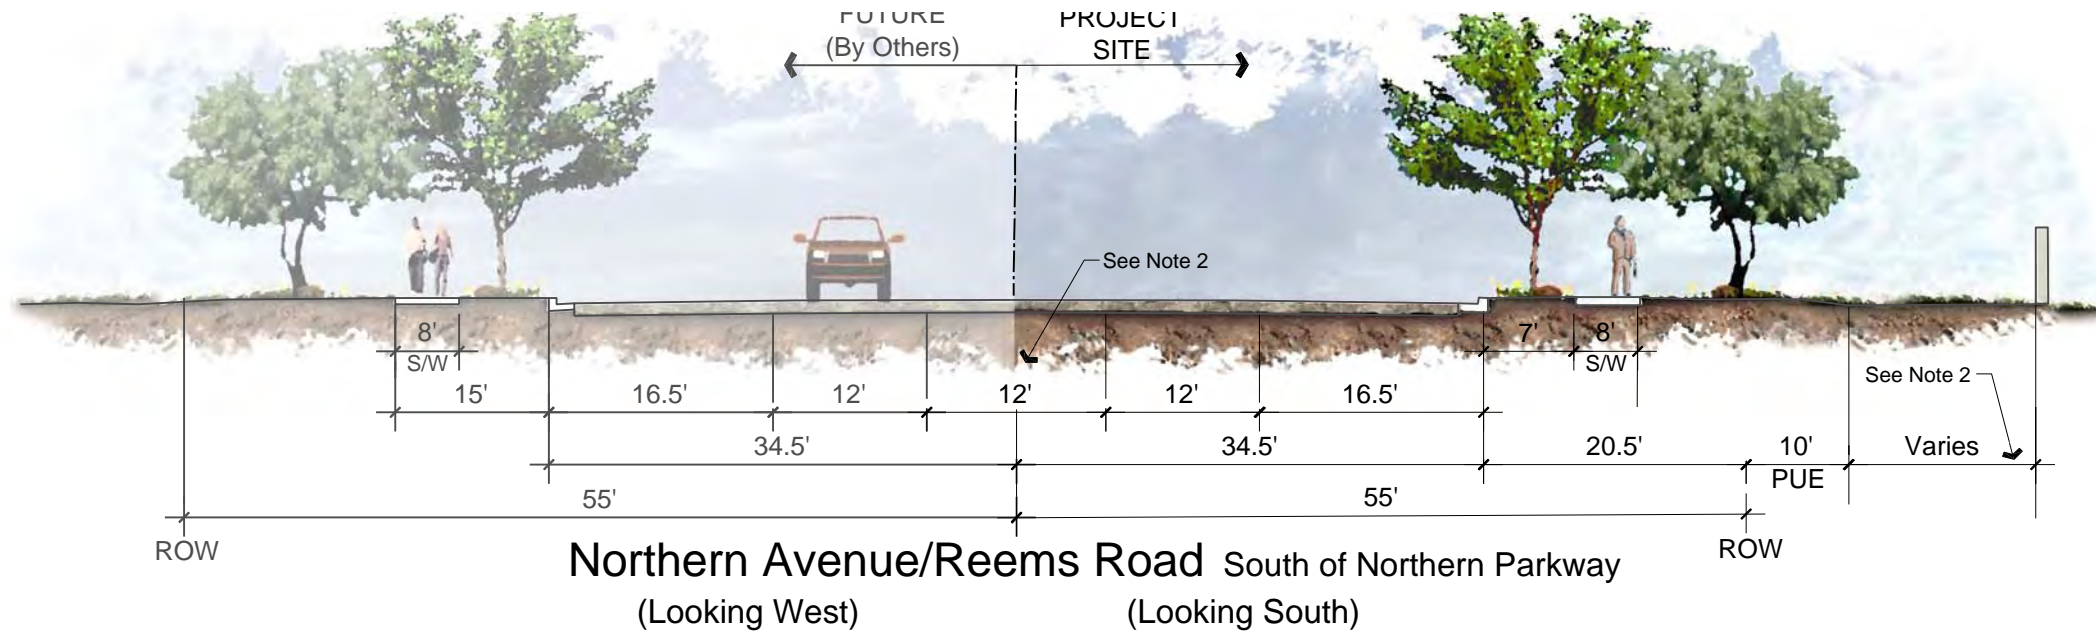 FUTURE
(By Others)
PROJECT
SITE
See Note 2
8'
S/W
7'
8'
S/W
See Note 2
15'
16.5'
12'
12'
12'
16.5'
34.5'
34.5'
20.5'
10'
PUE
Varies
55'
55'
ROW
ROW
Northern Avenue/Reems Road South of Northern Parkway
(Looking West)
(Looking South)